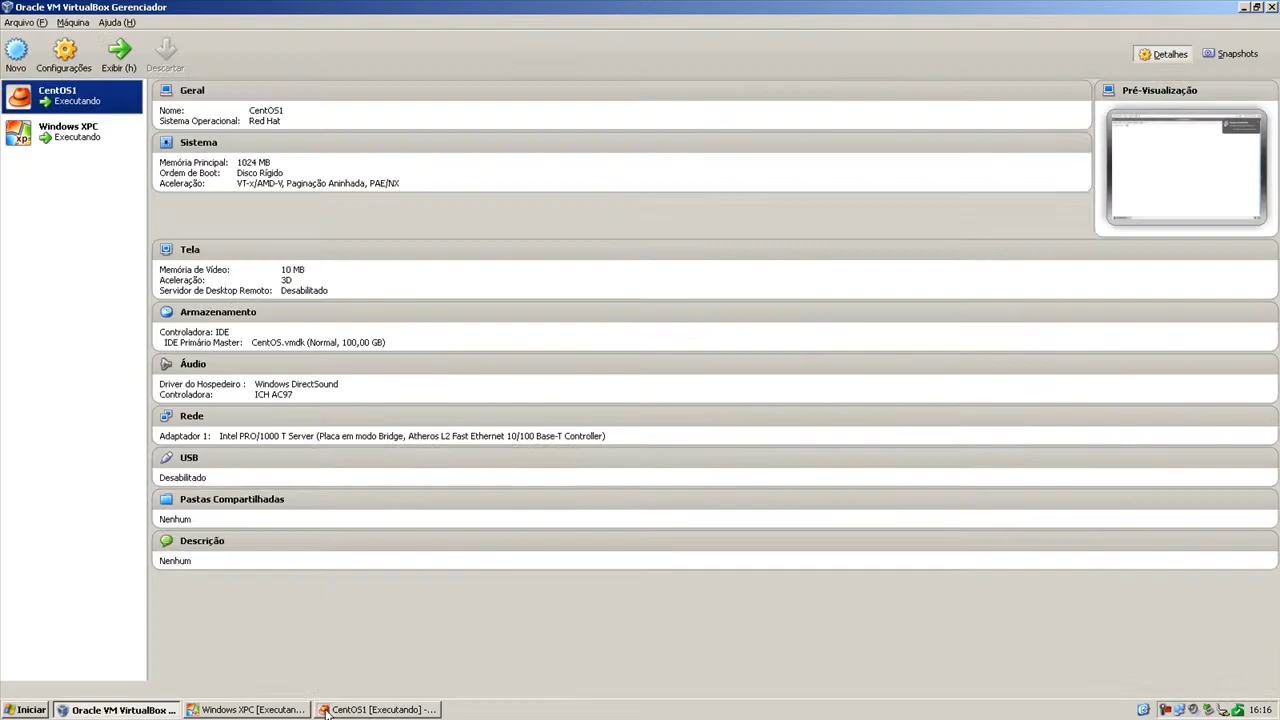 Oracle VM VirtualBox Gerenciador
Arquivo (F) Máquina Ajuda (H)
Novo Configurações Exibir (h) Descartar
Detalhes Snapshots
CentOS1
Executando
Windows XPC
Executando
Geral
Nome: CentOS1
Sistema Operacional: Red Hat
Sistema
Memória Principal: 1024 MB
Ordem de Boot: Disco Rígido
Aceleração: VT-x/AMD-V, Paginação Aninhada, PAE/NX
Pré-Visualização
Tela
Memória de Vídeo: 10 MB
Aceleração: 3D
Servidor de Desktop Remoto: Desabilitado
Armazenamento
Controladora: IDE
IDE Primário Master: CentOS.vmdk (Normal, 100,00 GB)
Áudio
Driver do Hospedeiro : Windows DirectSound
Controladora: ICH AC97
Rede
Adaptador 1: Intel PRO/1000 T Server (Placa em modo Bridge, Atheros L2 Fast Ethernet 10/100 Base-T Controller)
USB
Desabilitado
Pastas Compartilhadas
Nenhum
Descrição
Nenhum
Iniciar Oracle VM VirtualBox ... Windows XPC [Executan... CentOS1 [Executando] -... 16:16